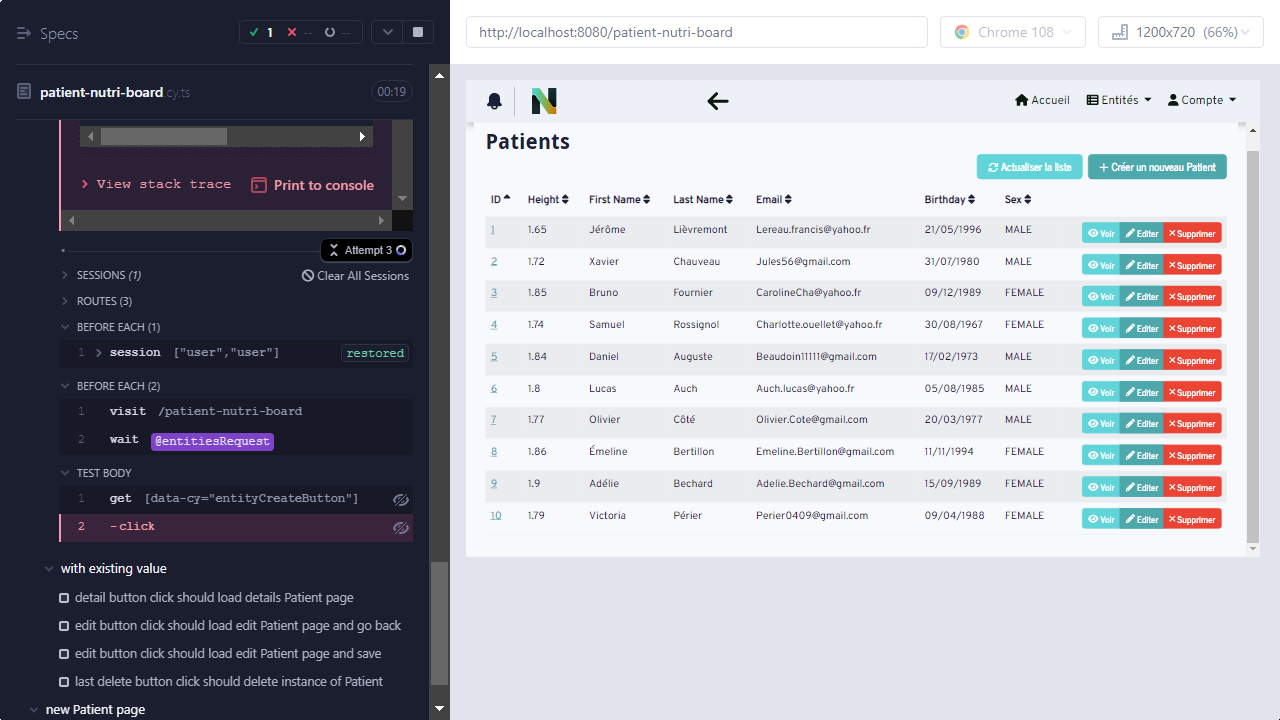 Specs
1
--
--
patient-nutri-board.cy.ts
00:19
View stack trace
Print to console
Attempt 3
SESSIONS (1)
Clear All Sessions
ROUTES (3)
BEFORE EACH (1)
1 session ["user","user"] restored
BEFORE EACH (2)
1 visit /patient-nutri-board
2 wait @entitiesRequest
TEST BODY
1 get [data-cy="entityCreateButton"]
2 -click
with existing value
detail button click should load details Patient page
edit button click should load edit Patient page and go back
edit button click should load edit Patient page and save
last delete button click should delete instance of Patient
new Patient page
http://localhost:8080/patient-nutri-board
Chrome 108
1200x720 (66%)
N
Accueil
Entités
Compte
Patients
Actualiser la liste
Créer un nouveau Patient
ID Height First Name Last Name Email Birthday Sex
1 1.65 Jérôme Lièvremont Lereau.francis@yahoo.fr 21/05/1996 MALE Voir Editer Supprimer
2 1.72 Xavier Chauveau Jules56@gmail.com 31/07/1980 MALE Voir Editer Supprimer
3 1.85 Bruno Fournier CarolineCha@yahoo.fr 09/12/1989 FEMALE Voir Editer Supprimer
4 1.74 Samuel Rossignol Charlotte.ouellet@yahoo.fr 30/08/1967 FEMALE Voir Editer Supprimer
5 1.84 Daniel Auguste Beaudoin11111@gmail.com 17/02/1973 MALE Voir Editer Supprimer
6 1.8 Lucas Auch Auch.lucas@yahoo.fr 05/08/1985 MALE Voir Editer Supprimer
7 1.77 Olivier Côté Olivier.Cote@gmail.com 20/03/1977 MALE Voir Editer Supprimer
8 1.86 Émeline Bertillon Emeline.Bertillon@gmail.com 11/11/1994 FEMALE Voir Editer Supprimer
9 1.9 Adélie Bechard Adelie.Bechard@gmail.com 15/09/1989 FEMALE Voir Editer Supprimer
10 1.79 Victoria Périer Perier0409@gmail.com 09/04/1988 FEMALE Voir Editer Supprimer